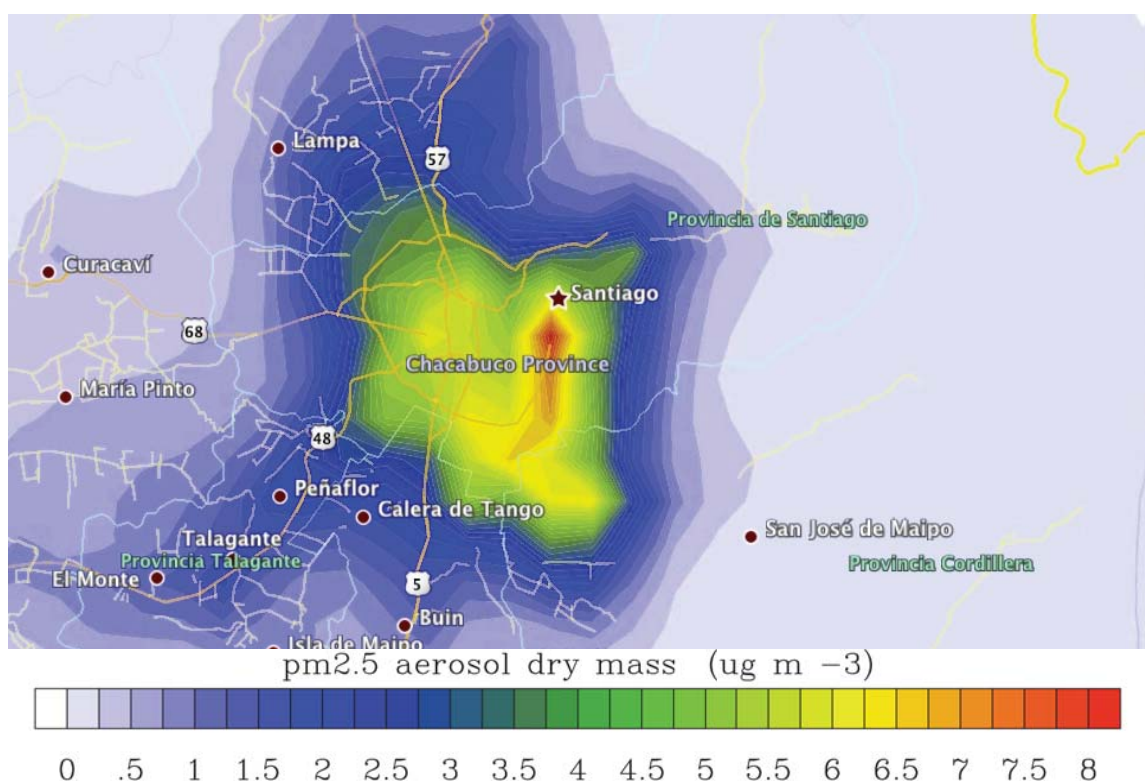 Lampa
57
Provincia de Santiago
Curacaví
Santiago
68
Chacabuco Province
María Pinto
48
Peñaflor
Calera de Tango
San José de Maipo
Talagante
Provincia Talagante
Provincia Cordillera
El Monte
5
Buin
Isla de Maipo
pm2.5 aerosol dry mass (ug m −3)
0 .5 1 1.5 2 2.5 3 3.5 4 4.5 5 5.5 6 6.5 7 7.5 8